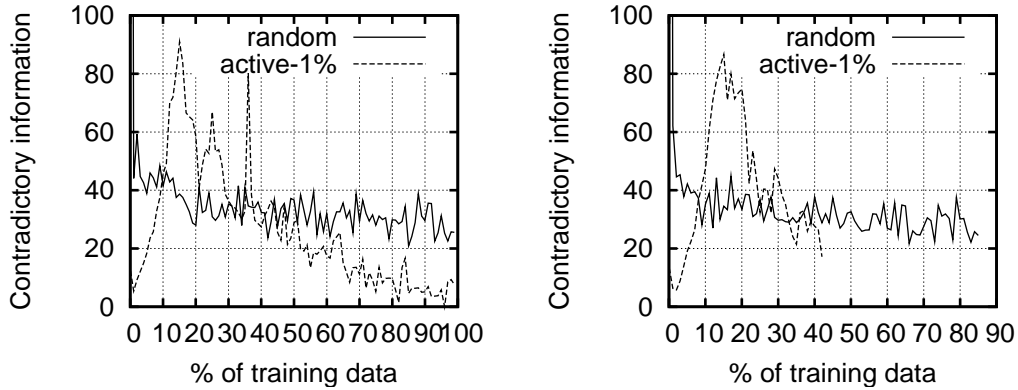 Contradictory information
100
80
60
40
20
0
random
active-1%
0 10 20 30 40 50 60 70 80 90 100
% of training data
Contradictory information
100
80
60
40
20
0
random
active-1%
0 10 20 30 40 50 60 70 80 90
% of training data